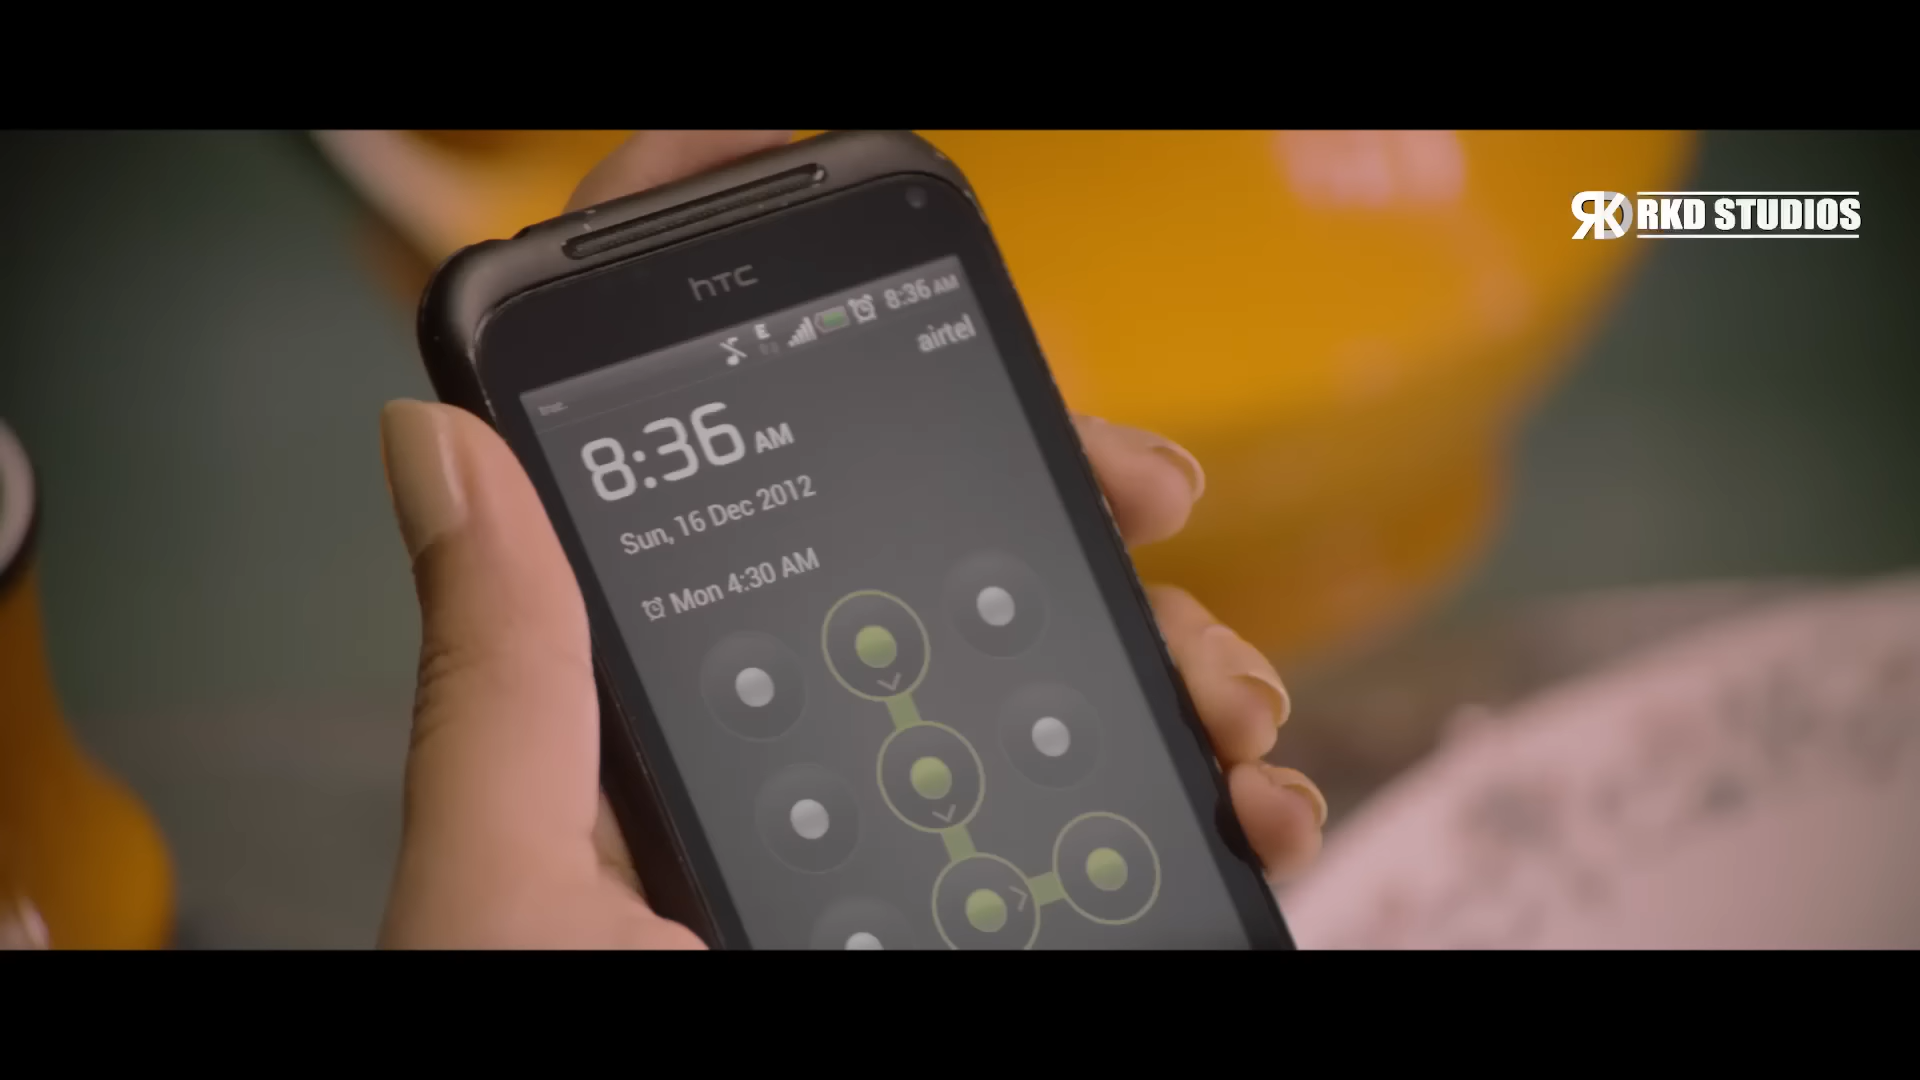 RKD STUDIOS
htc
E
8:36 AM
airtel
8:36 AM
Sun, 16 Dec 2012
Mon 4:30 AM